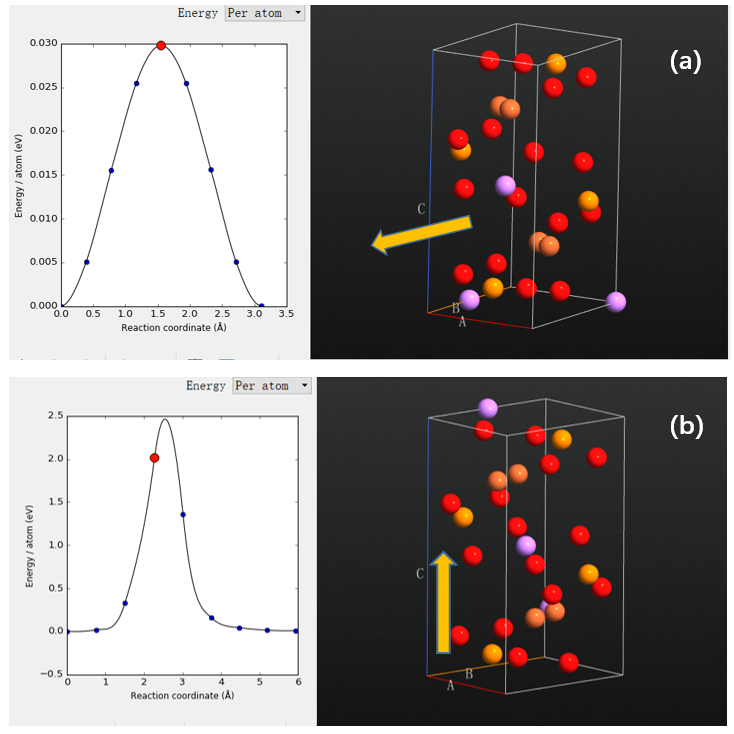 Energy Per atom
(a)
0.030
0.025
0.020
0.015
0.010
0.005
0.000
Energy / atom (eV)
0.0 0.5 1.0 1.5 2.0 2.5 3.0 3.5
Reaction coordinate (Å)
C
B
A
Energy Per atom
(b)
2.5
2.0
1.5
1.0
0.5
0.0
−0.5
Energy / atom (eV)
0 1 2 3 4 5 6
Reaction coordinate (Å)
C
B
A